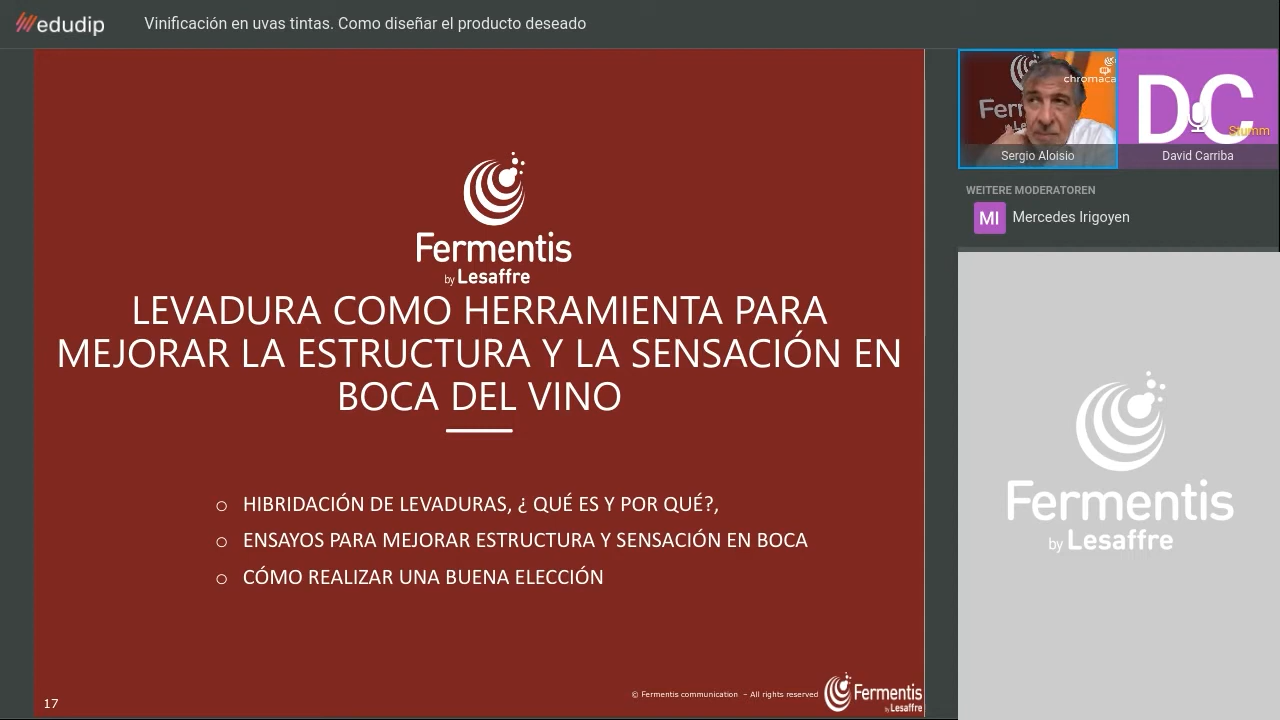 edudip
Vinificación en uvas tintas. Como diseñar el producto deseado
Fermentis
by Lesaffre
LEVADURA COMO HERRAMIENTA PARA
MEJORAR LA ESTRUCTURA Y LA SENSACIÓN EN
BOCA DEL VINO
HIBRIDACIÓN DE LEVADURAS, ¿ QUÉ ES Y POR QUÉ?,
ENSAYOS PARA MEJORAR ESTRUCTURA Y SENSACIÓN EN BOCA
CÓMO REALIZAR UNA BUENA ELECCIÓN
17
© Fermentis communication – All rights reserved
Fermentis
by Lesaffre
chromaca
Ferm
by Le
Sergio Aloisio
DC
Stumm
David Carriba
WEITERE MODERATOREN
MI
Mercedes Irigoyen
Fermentis
by Lesaffre